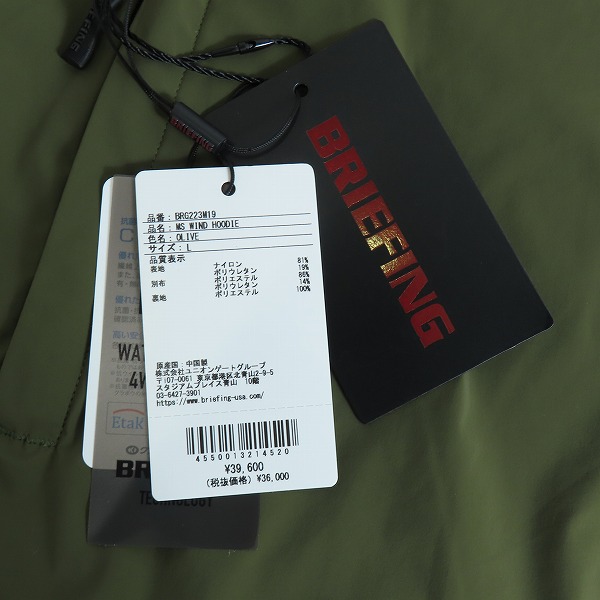 BRIEFING
BRIEFING
品番: BRG223M19
品名: MS WIND HOODIE
色名: OLIVE
サイズ: L
品質表示
表地 ナイロン 81%
ポリウレタン 19%
別布 ポリエステル 86%
ポリウレタン 14%
裏地 ポリエステル 100%
原産国:中国製
株式会社ユニオンゲートグループ
〒107-0061 東京都港区北青山2-9-5
スタジアムプレイス青山 10階
03-6427-3901
https://www.briefing-usa.com/
4550013214520
¥39,600
(税抜価格) ¥36,000
Etak